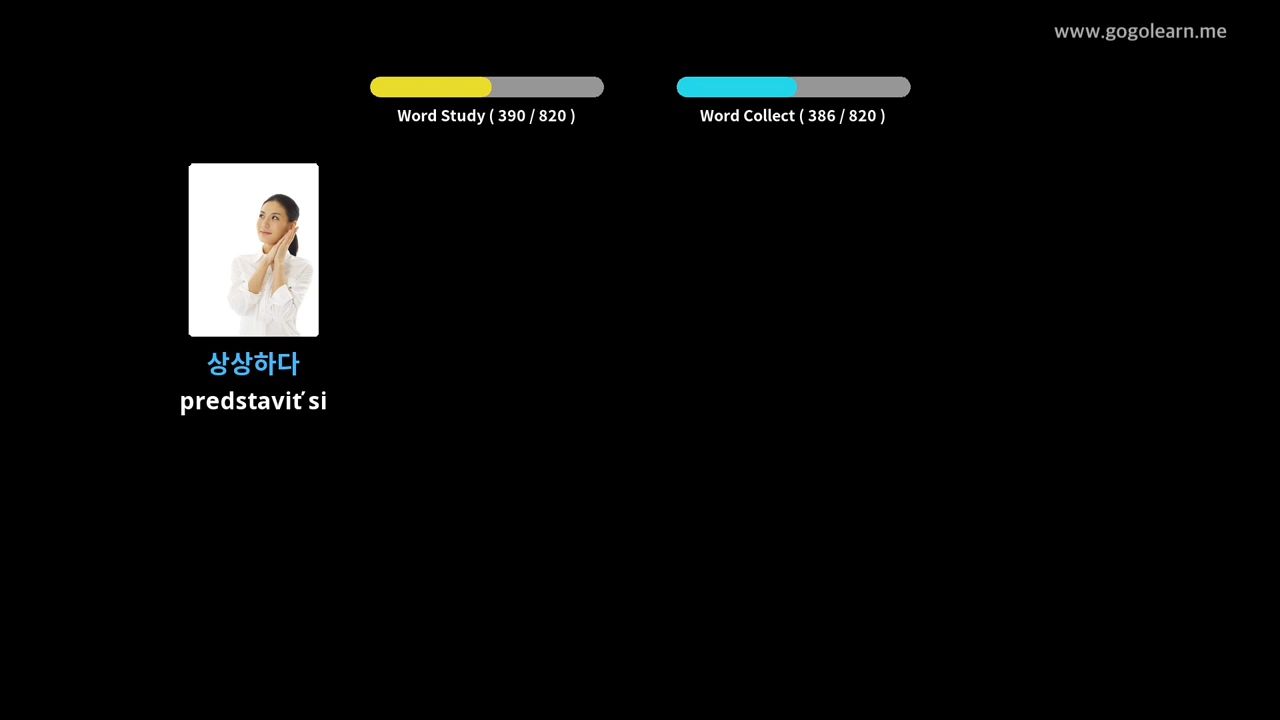 www.gogolearn.me
Word Study ( 390 / 820 )
Word Collect ( 386 / 820 )
상상하다
predstaviť si